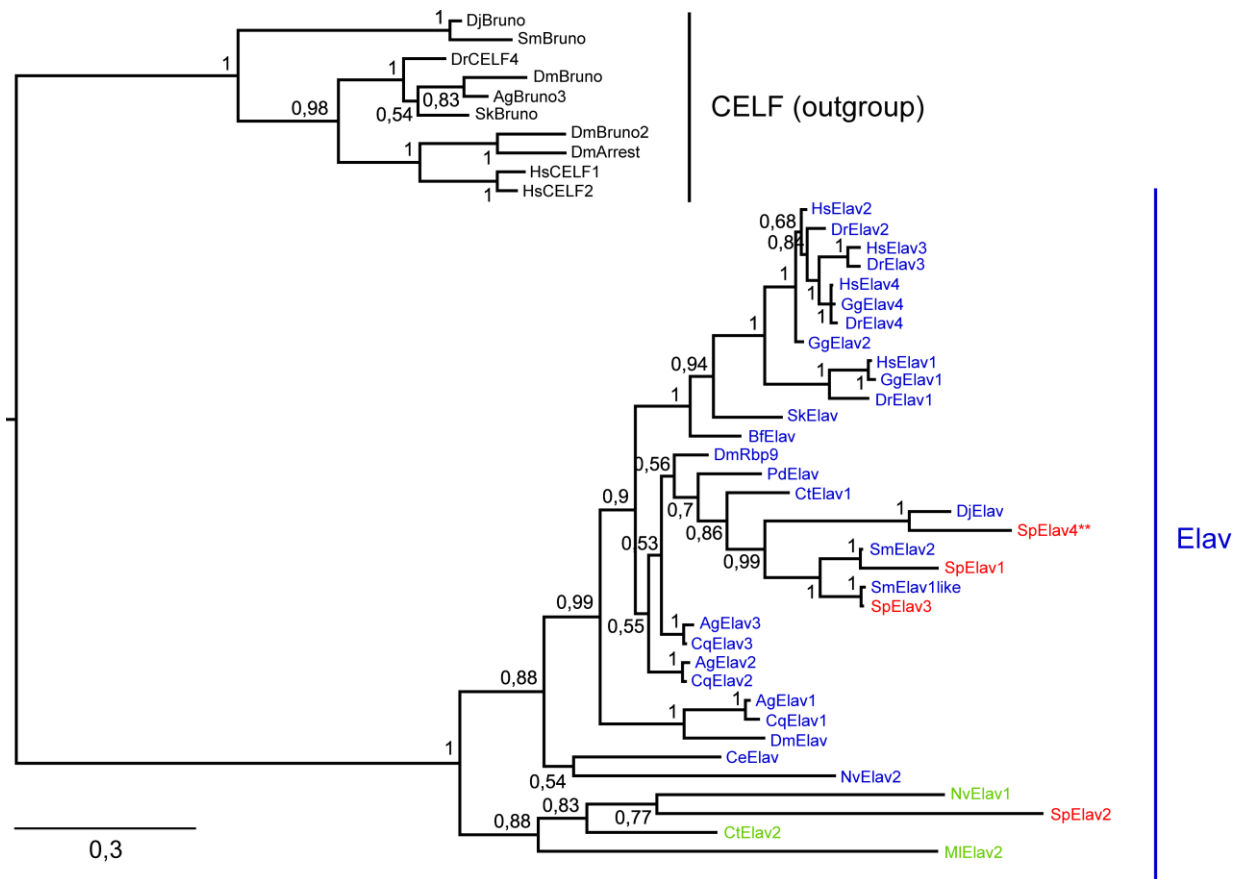 1
DjBruno
SmBruno
1
DrCELF4
1
DmBruno
0,83
AgBruno3
0,54
SkBruno
0,98
DmBruno2
1
DmArrest
1
HsCELF1
1
HsCELF2
CELF (outgroup)
HsElav2
0,68
DrElav2
0,84
HsElav3
1
DrElav3
HsElav4
1
GgElav4
1
DrElav4
1
GgElav2
HsElav1
1
GgElav1
1
DrElav1
0,94
SkElav
1
BfElav
DmRbp9
0,56
PdElav
0,7
CtElav1
0,9
0,86
DjElav
1
SpElav4**
Elav
SmElav2
1
0,53
0,99
SpElav1
SmElav1like
1
1
SpElav3
0,99
AgElav3
1
0,55
CqElav3
AgElav2
1
CqElav2
0,88
AgElav1
1
CqElav1
1
DmElav
1
CeElav
0,54
NvElav2
NvElav1
0,83
0,77
SpElav2
0,88
CtElav2
MlElav2
0,3